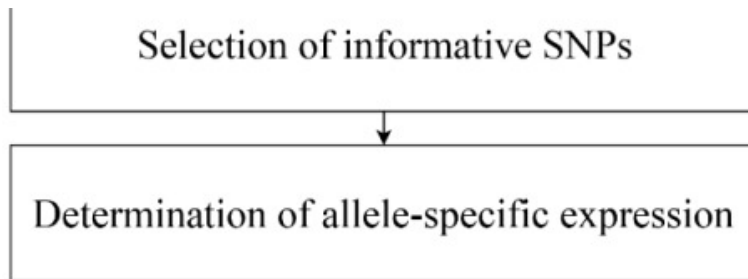 Selection of informative SNPs
Determination of allele-specific expression